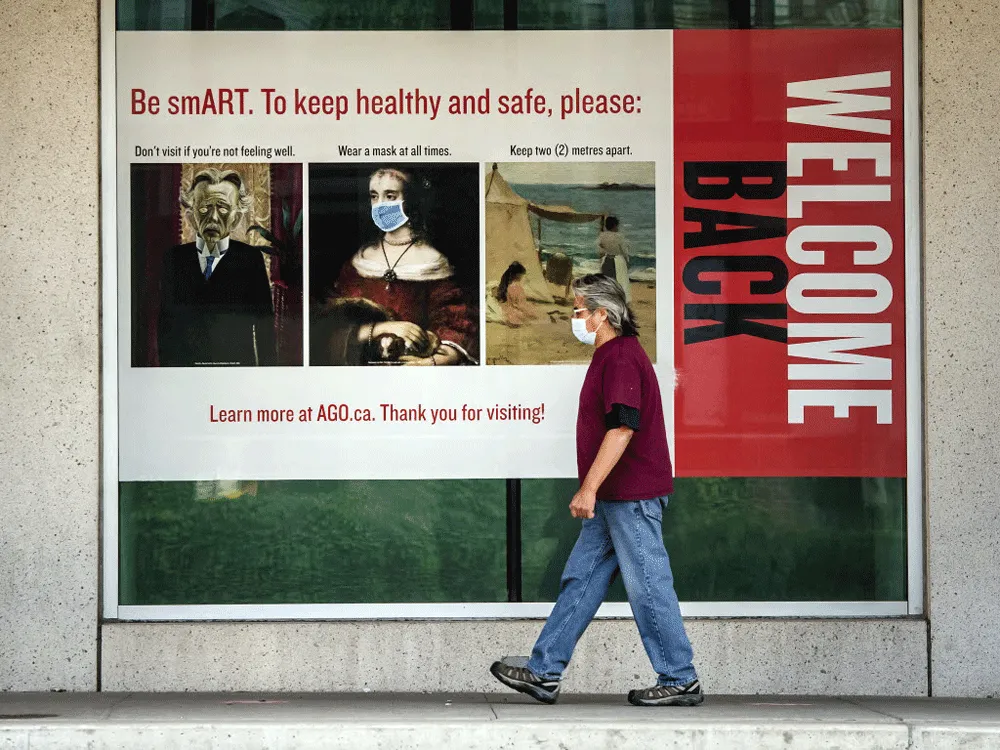 Be smART. To keep healthy and safe, please:
Don't visit if you're not feeling well.
Wear a mask at all times.
Keep two (2) metres apart.
Learn more at AGO.ca. Thank you for visiting!
WELCOME
BACK